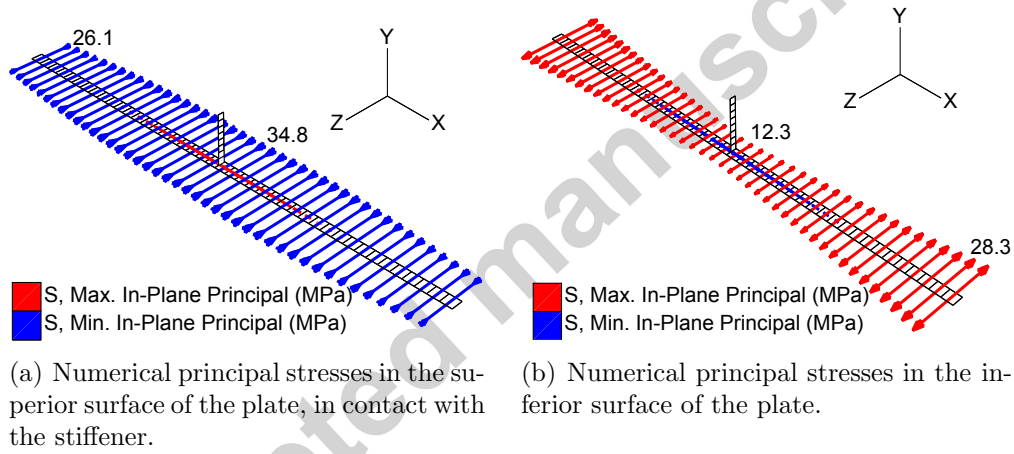 26.1
34.8
Y
Z
X
S, Max. In-Plane Principal (MPa)
S, Min. In-Plane Principal (MPa)
(a) Numerical principal stresses in the su-
perior surface of the plate, in contact with
the stiffener.
12.3
28.3
Y
Z
X
S, Max. In-Plane Principal (MPa)
S, Min. In-Plane Principal (MPa)
(b) Numerical principal stresses in the in-
ferior surface of the plate.
ted manusc